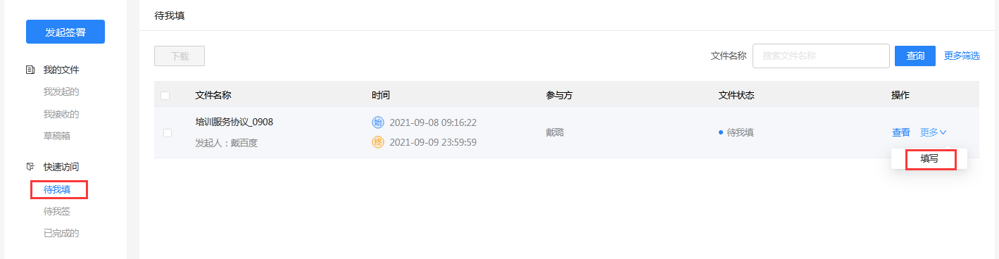 发起签署
我的文件
我发起的
我接收的
草稿箱
快速访问
待我填
待我签
已完成的
待我填
下载
文件名称 搜索文件名称 查询 更多筛选
文件名称 时间 参与方 文件状态 操作
培训服务协议_0908
发起人：戴百度
始 2021-09-08 09:16:22
终 2021-09-09 23:59:59
戴璐
待我填
查看 更多
填写